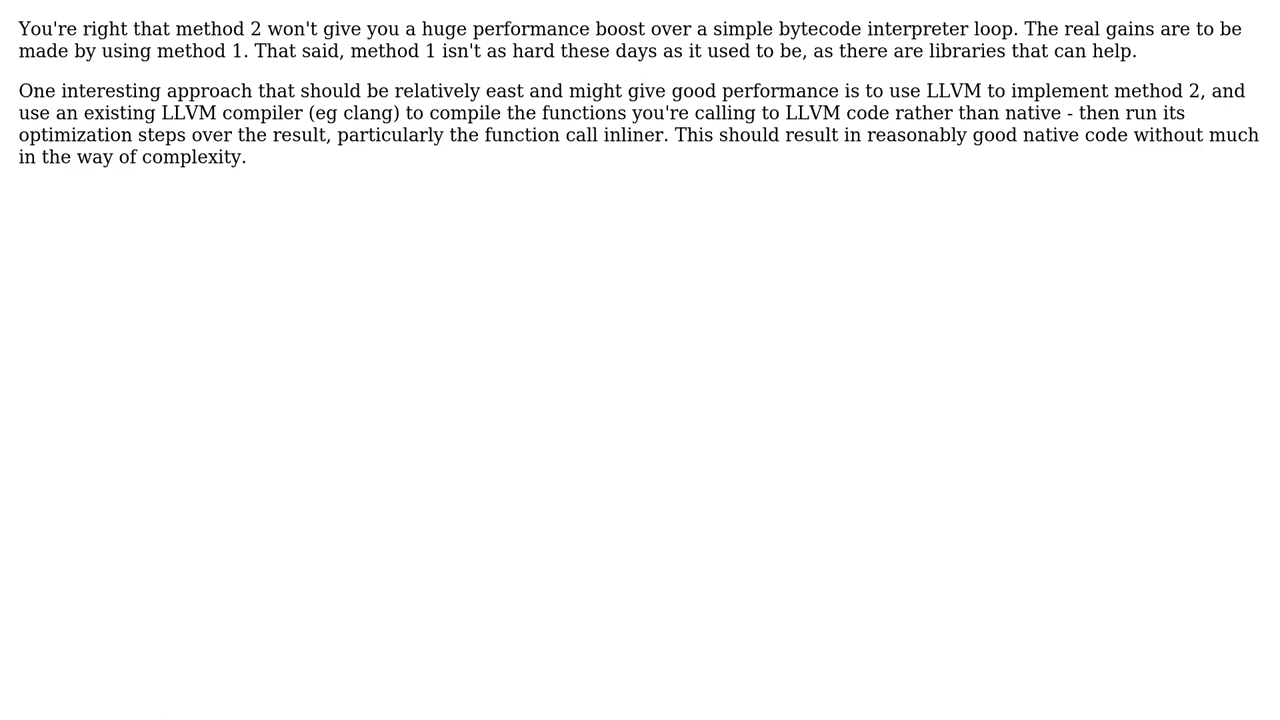 You're right that method 2 won't give you a huge performance boost over a simple bytecode interpreter loop. The real gains are to be
made by using method 1. That said, method 1 isn't as hard these days as it used to be, as there are libraries that can help.
One interesting approach that should be relatively east and might give good performance is to use LLVM to implement method 2, and
use an existing LLVM compiler (eg clang) to compile the functions you're calling to LLVM code rather than native - then run its
optimization steps over the result, particularly the function call inliner. This should result in reasonably good native code without much
in the way of complexity.